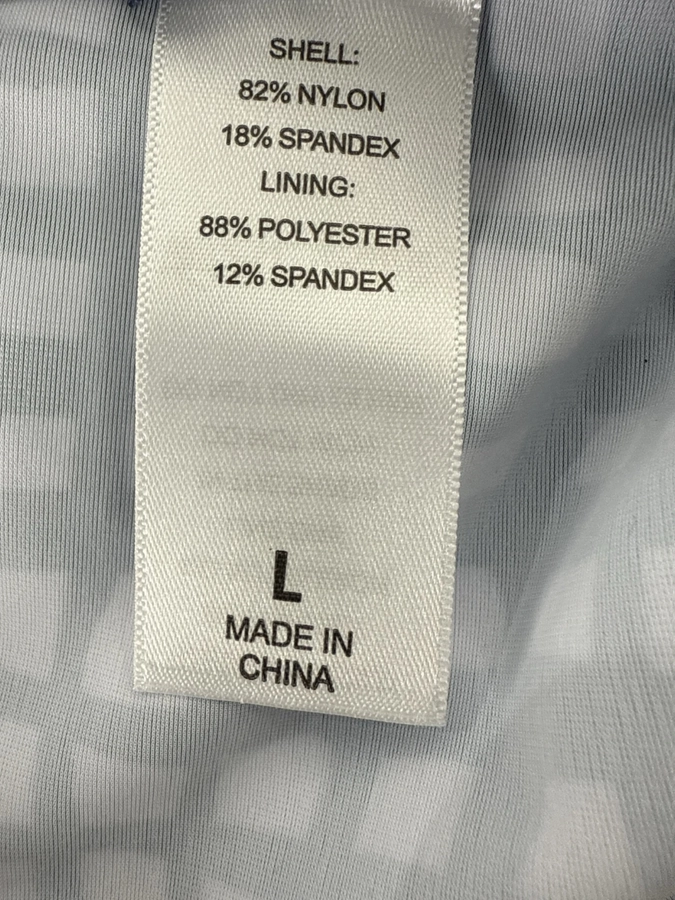 SHELL:
82% NYLON
18% SPANDEX
LINING:
88% POLYESTER
12% SPANDEX
L
MADE IN
CHINA